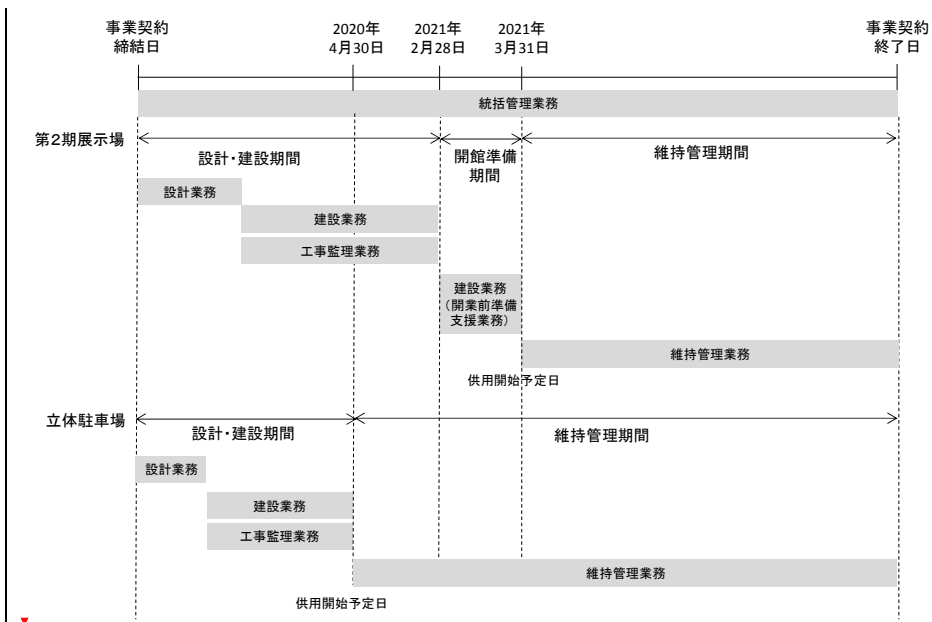 事業契約
締結日
2020年
4月30日
2021年
2月28日
2021年
3月31日
事業契約
終了日
統括管理業務
第2期展示場
設計・建設期間
開館準備
期間
維持管理期間
設計業務
建設業務
工事監理業務
建設業務
（開業前準備
支援業務）
維持管理業務
供用開始予定日
立体駐車場
設計・建設期間
維持管理期間
設計業務
建設業務
工事監理業務
維持管理業務
供用開始予定日